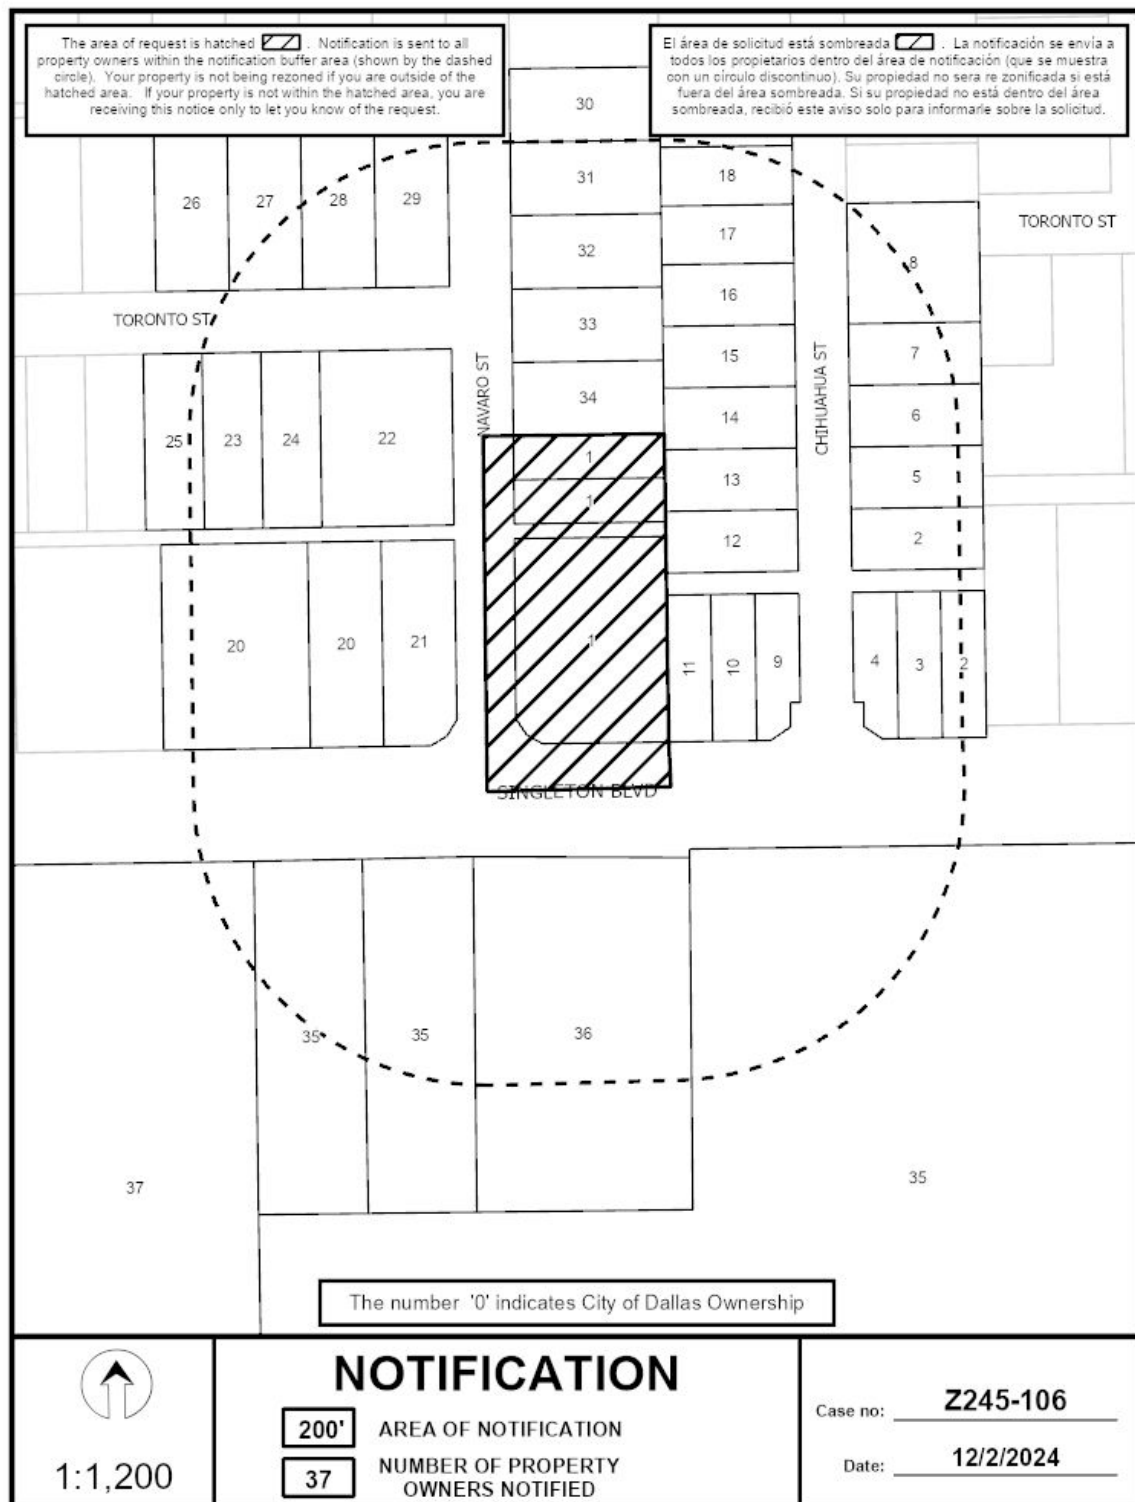 The area of request is hatched . Notification is sent to all
property owners within the notification buffer area (shown by the dashed
circle). Your property is not being rezoned if you are outside of the
hatched area. If your property is not within the hatched area, you are
receiving this notice only to let you know of the request.
El área de solicitud está sombreada . La notificación se envía a
todos los propietarios dentro del área de notificación (que se muestra
con un círculo discontinuo). Su propiedad no sera re zonificada si está
fuera del área sombreada. Si su propiedad no está dentro del área
sombreada, recibió este aviso solo para informarle sobre la solicitud.
30
31
18
26
27
28
29
17
TORONTO ST
32
8
16
TORONTO ST
33
15
7
NAVARO ST
CHIHUAHUA ST
34
14
6
25
23
24
22
1
13
5
1
12
2
20
20
21
1
11
10
9
4
3
2
SINGLETON BLVD
35
35
36
37
35
The number '0' indicates City of Dallas Ownership
1:1,200
NOTIFICATION
200' AREA OF NOTIFICATION
37 NUMBER OF PROPERTY
OWNERS NOTIFIED
Case no: Z245-106
Date: 12/2/2024